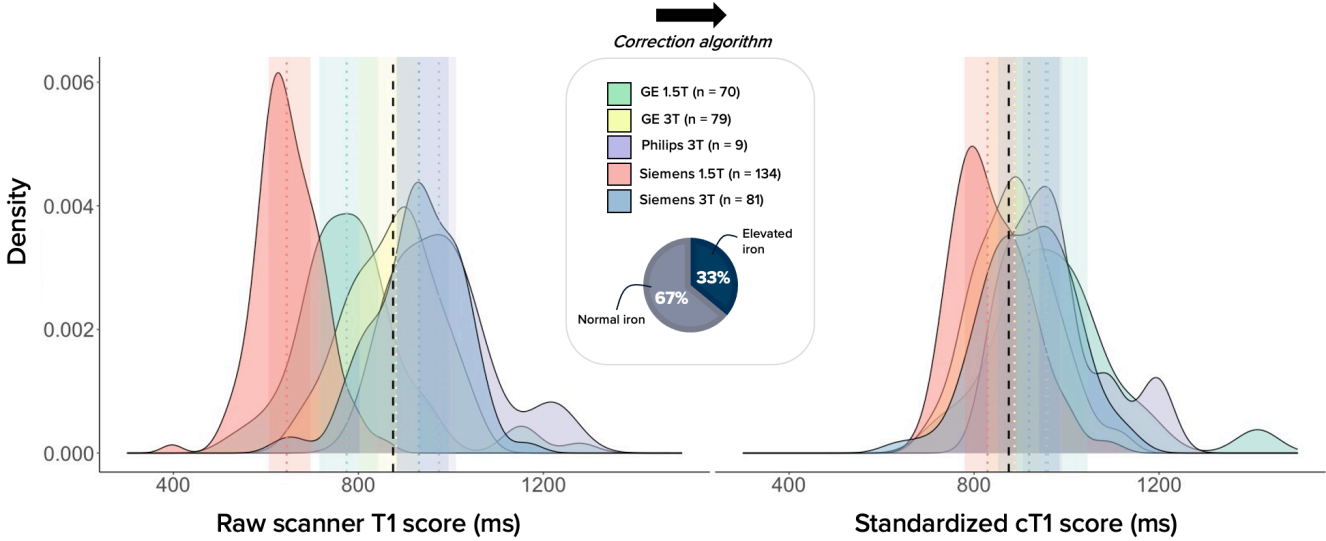 Correction algorithm
GE 1.5T (n = 70)
GE 3T (n = 79)
Philips 3T (n = 9)
Siemens 1.5T (n = 134)
Siemens 3T (n = 81)
Elevated
iron
33%
67%
Normal iron
Density
0.006
0.004
0.002
0.000
400
800
1200
Raw scanner T1 score (ms)
400
800
1200
Standardized cT1 score (ms)